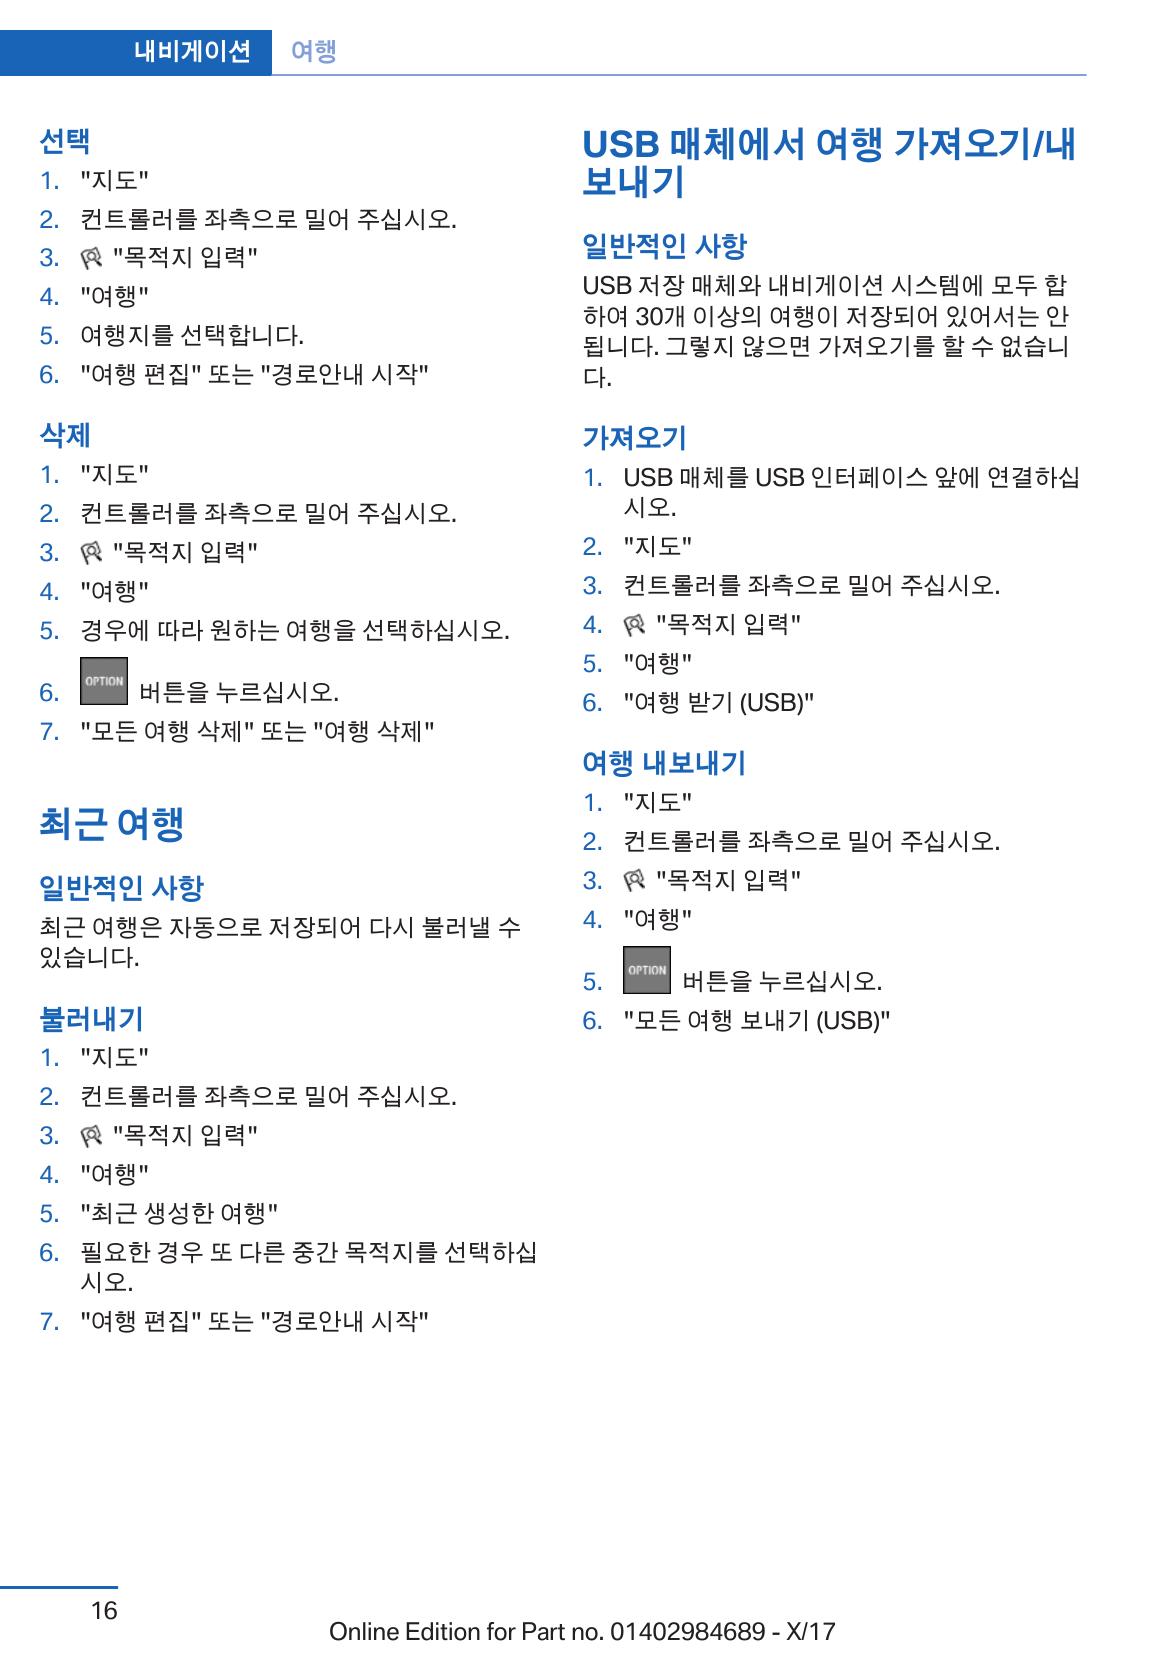 내비게이션 여행
선택
1. "지도"
2. 컨트롤러를 좌측으로 밀어 주십시오.
3. "목적지 입력"
4. "여행"
5. 여행지를 선택합니다.
6. "여행 편집" 또는 "경로안내 시작"
삭제
1. "지도"
2. 컨트롤러를 좌측으로 밀어 주십시오.
3. "목적지 입력"
4. "여행"
5. 경우에 따라 원하는 여행을 선택하십시오.
6. OPTION 버튼을 누르십시오.
7. "모든 여행 삭제" 또는 "여행 삭제"
최근 여행
일반적인 사항
최근 여행은 자동으로 저장되어 다시 불러낼 수
있습니다.
불러내기
1. "지도"
2. 컨트롤러를 좌측으로 밀어 주십시오.
3. "목적지 입력"
4. "여행"
5. "최근 생성한 여행"
6. 필요한 경우 또 다른 중간 목적지를 선택하십
시오.
7. "여행 편집" 또는 "경로안내 시작"
USB 매체에서 여행 가져오기/내
보내기
일반적인 사항
USB 저장 매체와 내비게이션 시스템에 모두 합
하여 30개 이상의 여행이 저장되어 있어서는 안
됩니다. 그렇지 않으면 가져오기를 할 수 없습니
다.
가져오기
1. USB 매체를 USB 인터페이스 앞에 연결하십
시오.
2. "지도"
3. 컨트롤러를 좌측으로 밀어 주십시오.
4. "목적지 입력"
5. "여행"
6. "여행 받기 (USB)"
여행 내보내기
1. "지도"
2. 컨트롤러를 좌측으로 밀어 주십시오.
3. "목적지 입력"
4. "여행"
5. OPTION 버튼을 누르십시오.
6. "모든 여행 보내기 (USB)"
16
Online Edition for Part no. 01402984689 - X/17